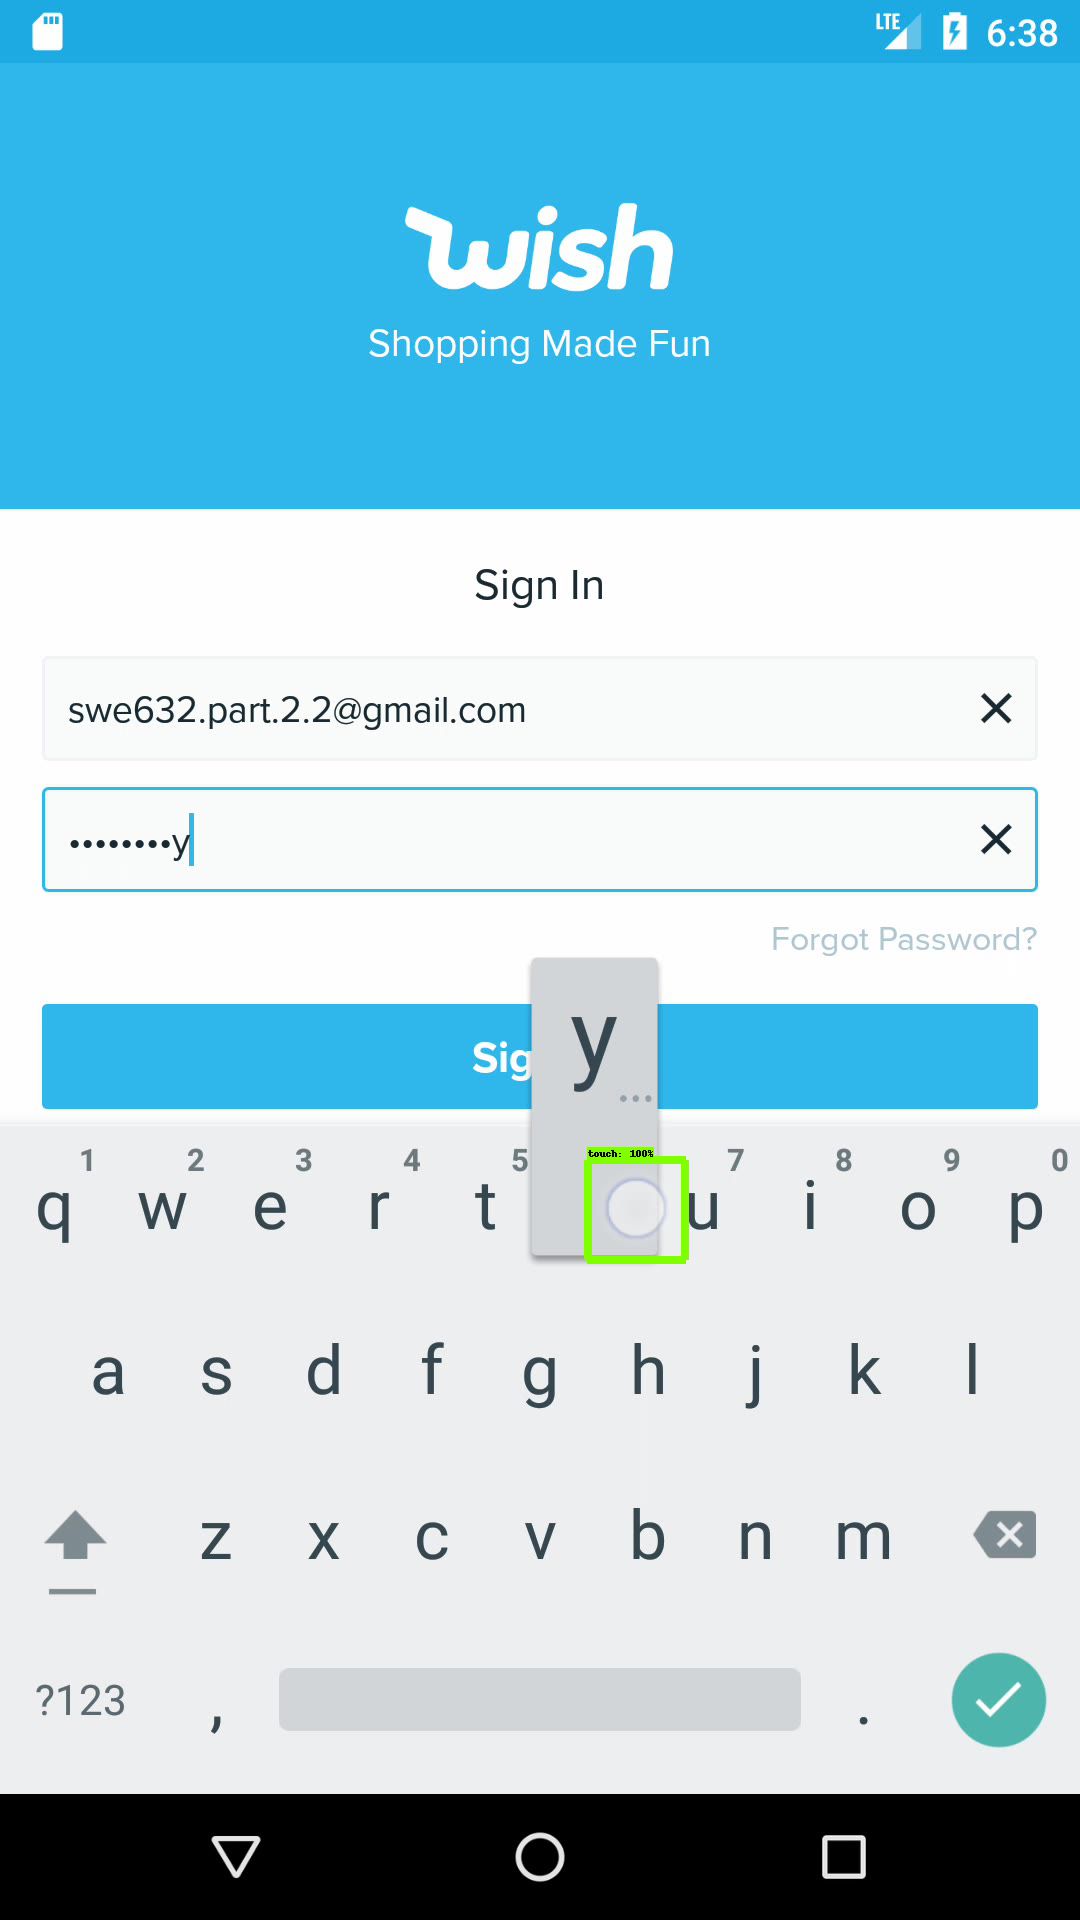 LTE 6:38
wish
Shopping Made Fun
Sign In
swe632.part.2.2@gmail.com
••••••••y
Forgot Password?
Sig
y
...
touch: 100%
1 2 3 4 5 7 8 9 0
q w e r t u i o p
a s d f g h j k l
z x c v b n m
?123 , .